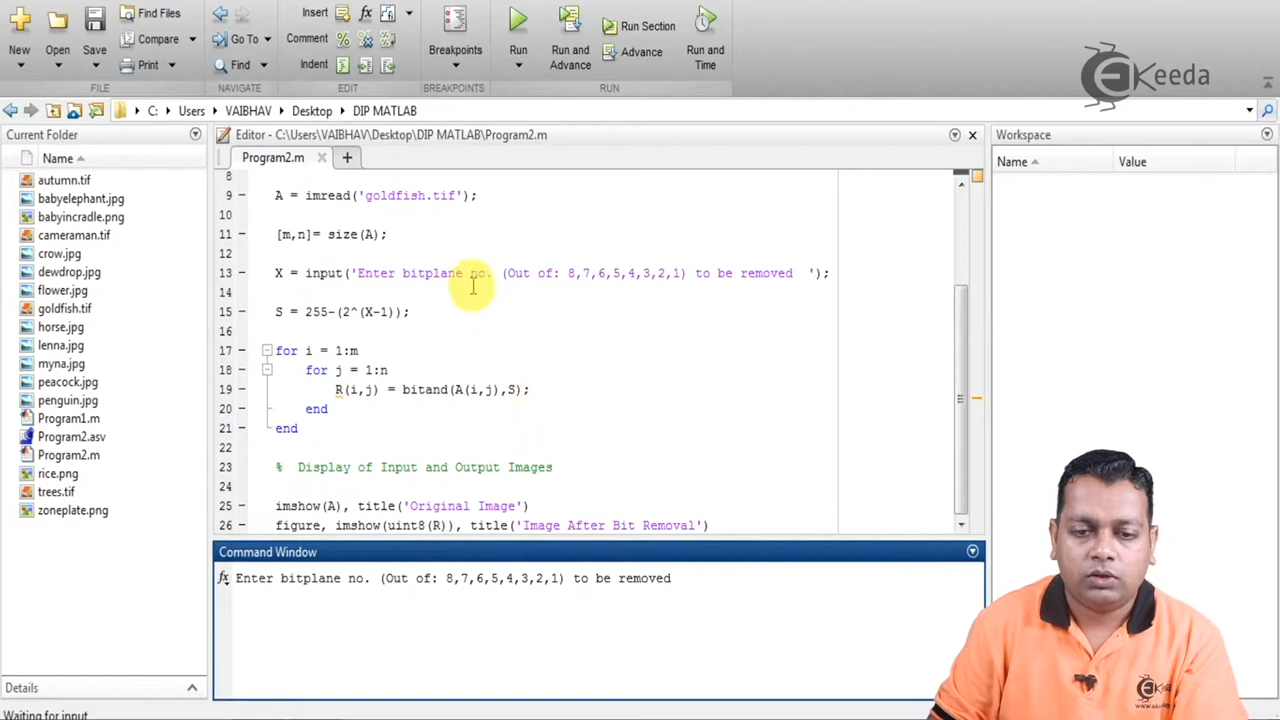 New
Open
Save
Find Files
Compare
Print
FILE
Go To
Find
NAVIGATE
Insert
fx
Comment
Indent
EDIT
Breakpoints
BREAKPOINTS
Run
Run and
Advance
Run Section
Advance
Run and
Time
RUN
eKeeda
C: Users VAIBHAV Desktop DIP MATLAB
Current Folder
Name
autumn.tif
babyelephant.jpg
babyincradle.png
cameraman.tif
crow.jpg
dewdrop.jpg
flower.jpg
goldfish.tif
horse.jpg
lenna.jpg
myna.jpg
peacock.jpg
penguin.jpg
Program1.m
Program2.asv
Program2.m
rice.png
trees.tif
zoneplate.png
Details
Waiting for input
Editor - C:\Users\VAIBHAV\Desktop\DIP MATLAB\Program2.m
Program2.m
8
9 A = imread('goldfish.tif');
10
11 [m,n]= size(A);
12
13 X = input('Enter bitplane no. (Out of: 8,7,6,5,4,3,2,1) to be removed ');
14
15 S = 255-(2^(X-1));
16
17 for i = 1:m
18 for j = 1:n
19 R(i,j) = bitand(A(i,j),S);
20 end
21 end
22
23 % Display of Input and Output Images
24
25 imshow(A), title('Original Image')
26 figure, imshow(uint8(R)), title('Image After Bit Removal')
Command Window
fx Enter bitplane no. (Out of: 8,7,6,5,4,3,2,1) to be removed
Workspace
Name Value